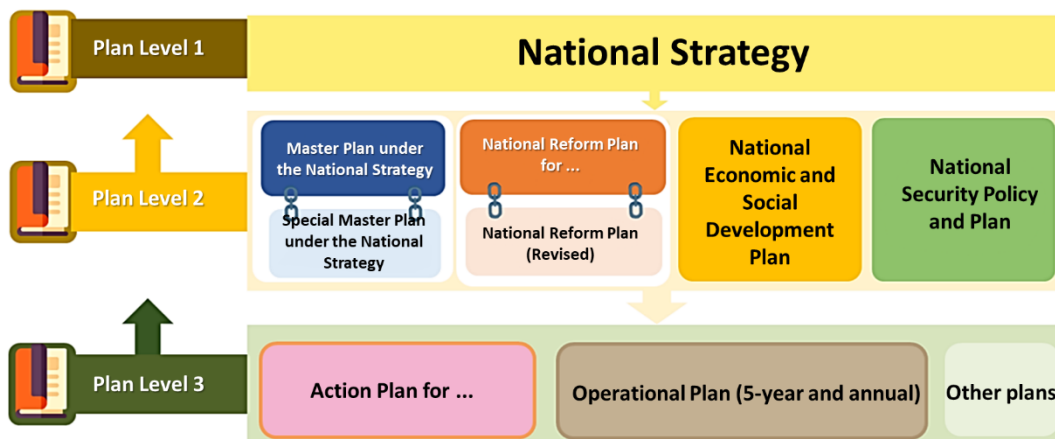 Plan Level 1
National Strategy
Plan Level 2
Master Plan under
the National Strategy
Special Master Plan
under the National
Strategy
National Reform Plan
for ...
National Reform Plan
(Revised)
National
Economic and
Social
Development
Plan
National
Security Policy
and Plan
Plan Level 3
Action Plan for ...
Operational Plan (5-year and annual)
Other plans